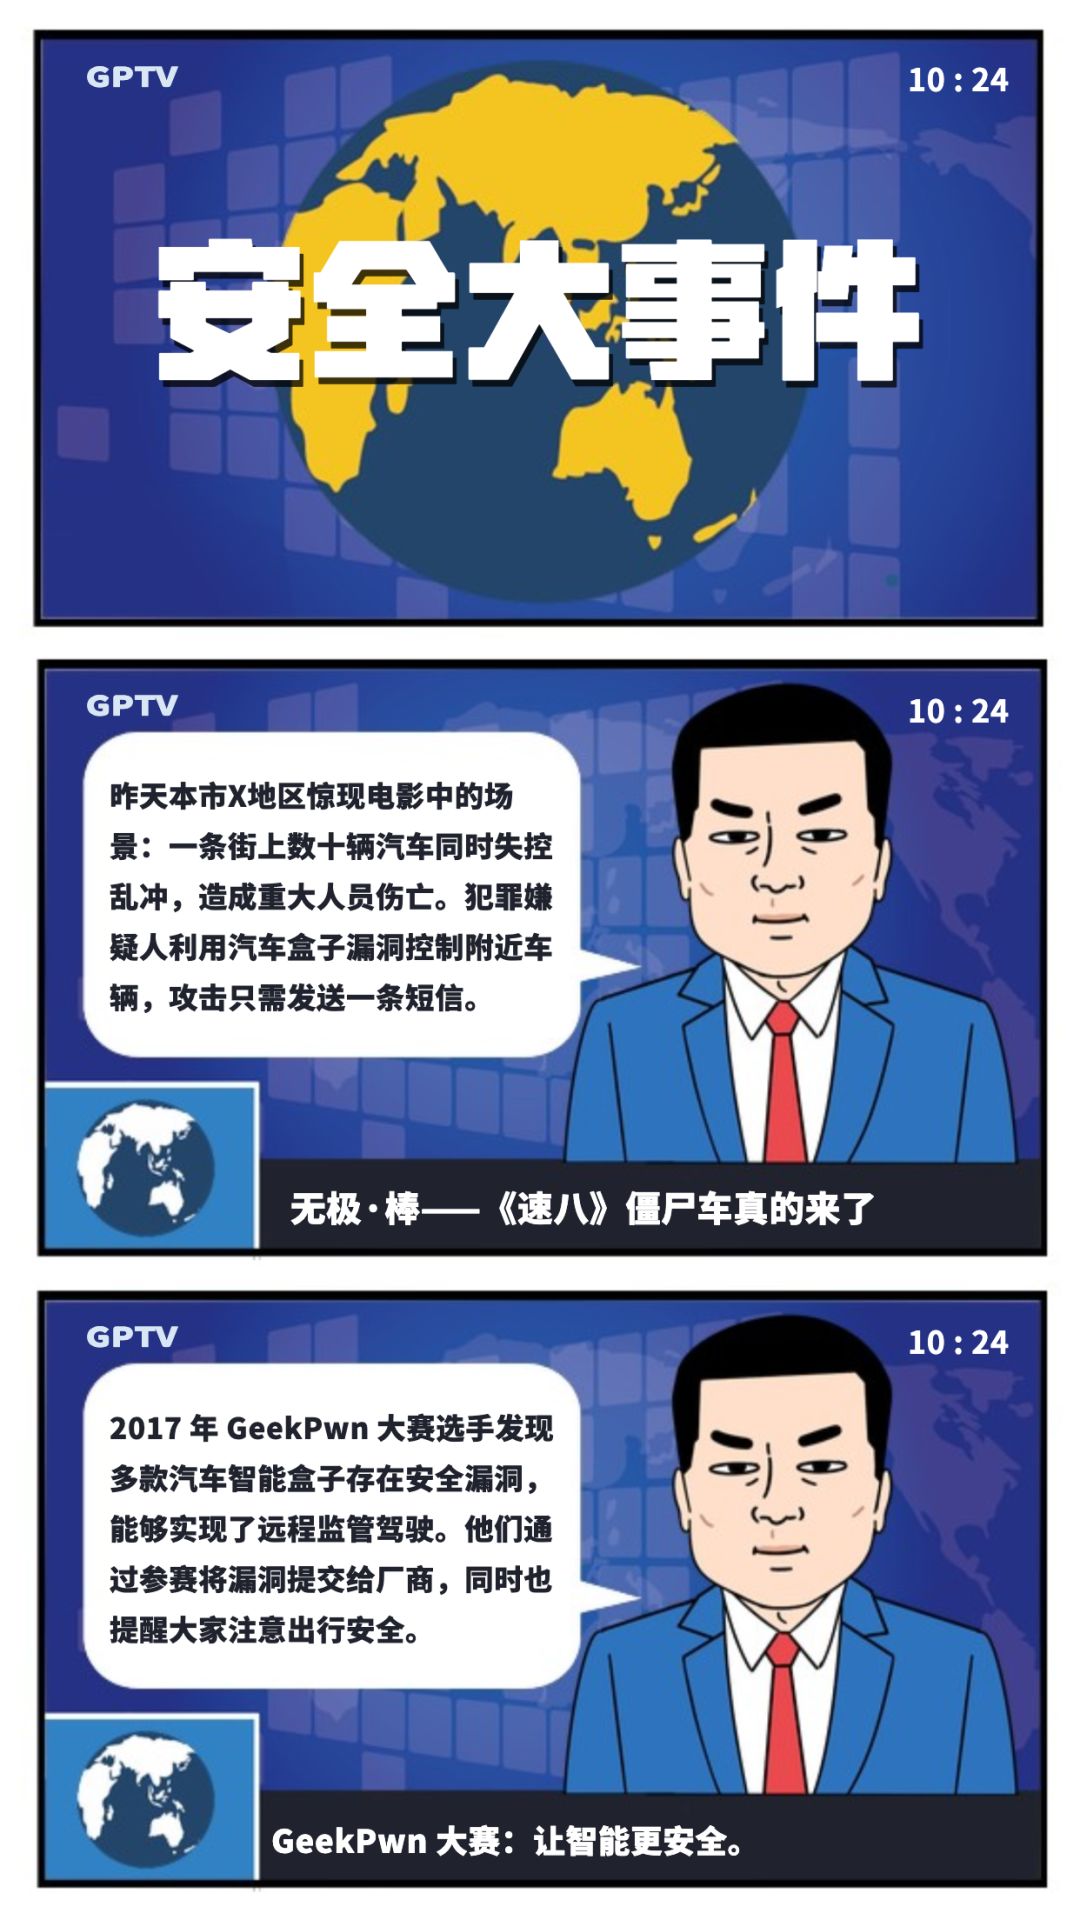 GPTV
10 : 24
安全大事件
GPTV
10 : 24
昨天本市X地区惊现电影中的场
景：一条街上数十辆汽车同时失控
乱冲，造成重大人员伤亡。犯罪嫌
疑人利用汽车盒子漏洞控制附近车
辆，攻击只需发送一条短信。
无极·棒——《速八》僵尸车真的来了
GPTV
10 : 24
2017 年 GeekPwn 大赛选手发现
多款汽车智能盒子存在安全漏洞，
能够实现了远程监管驾驶。他们通
过参赛将漏洞提交给厂商，同时也
提醒大家注意出行安全。
GeekPwn 大赛：让智能更安全。